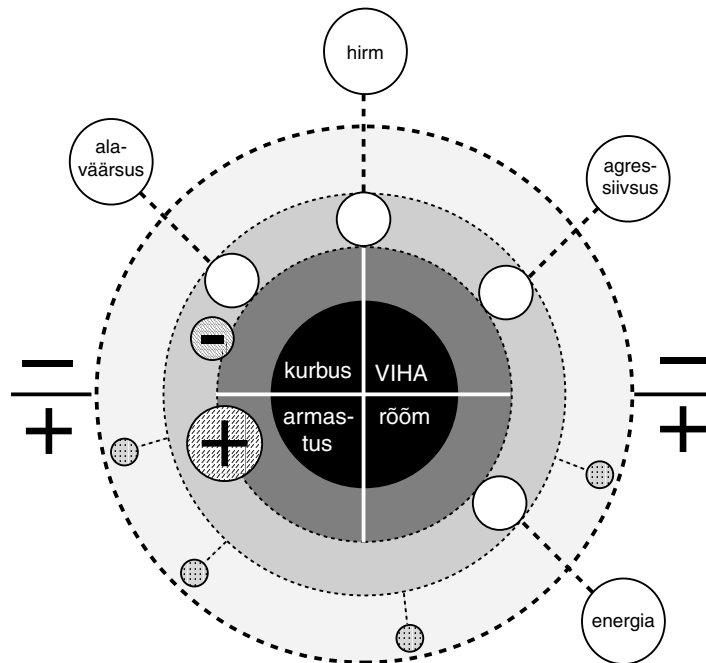 hirm
ala-
väärsus
agres-
siivsus
kurbus
VIHA
armas-
tus
rõõm
energia